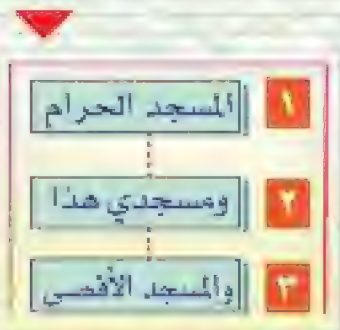 ١ المسجد الحرام
٢ ومسجدي هذا
٣ والمسجد الأقصى